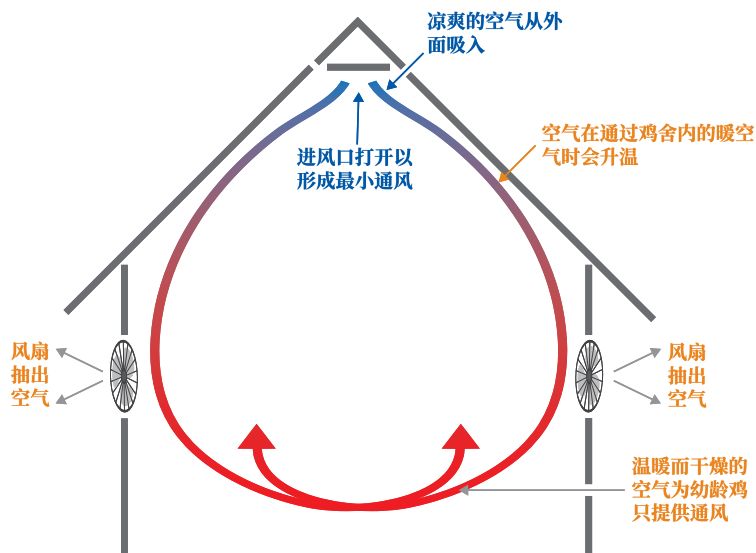 凉爽的空气从外
面吸入
进风口打开以
形成最小通风
空气在通过鸡舍内的暖空
气时会升温
风扇
抽出
空气
风扇
抽出
空气
温暖而干燥的
空气为幼龄鸡
只提供通风